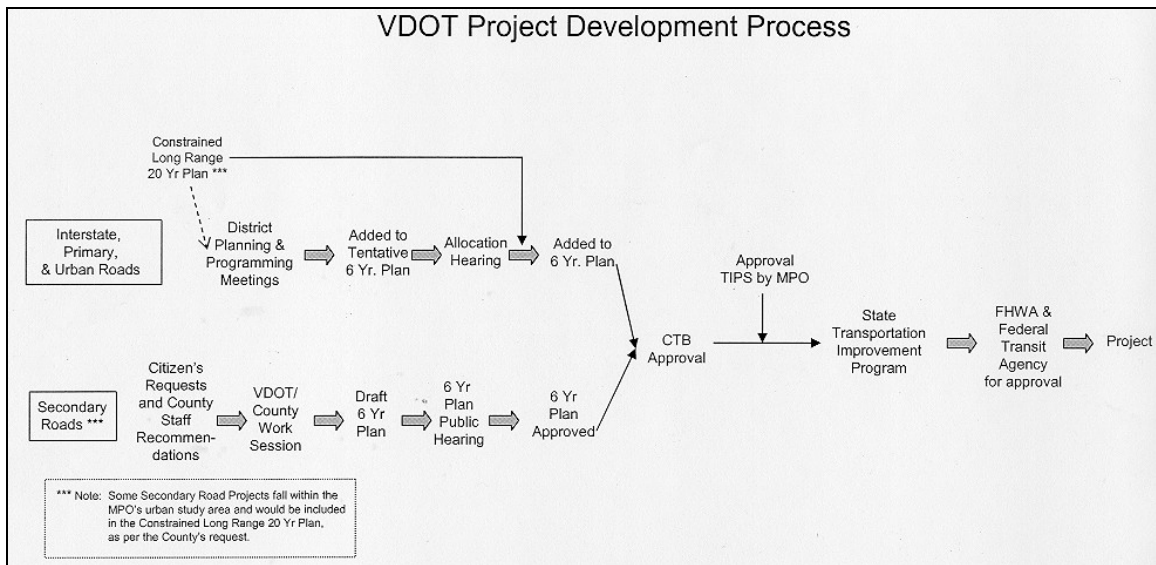 VDOT Project Development Process
Constrained
Long Range
20 Yr Plan ***
Interstate,
Primary,
& Urban Roads
District
Planning &
Programming
Meetings
Added to
Tentative
6 Yr. Plan
Allocation
Hearing
Added to
6 Yr. Plan
Approval
TIPS by MPO
CTB
Approval
State
Transportation
Improvement
Program
FHWA &
Federal
Transit
Agency
for approval
Project
Secondary
Roads ***
Citizen's
Requests
and County
Staff
Recommen-
dations
VDOT/
County
Work
Session
Draft
6 Yr
Plan
6 Yr
Plan
Public
Hearing
6 Yr
Plan
Approved
*** Note: Some Secondary Road Projects fall within the
MPO's urban study area and would be included
in the Constrained Long Range 20 Yr Plan,
as per the County's request.